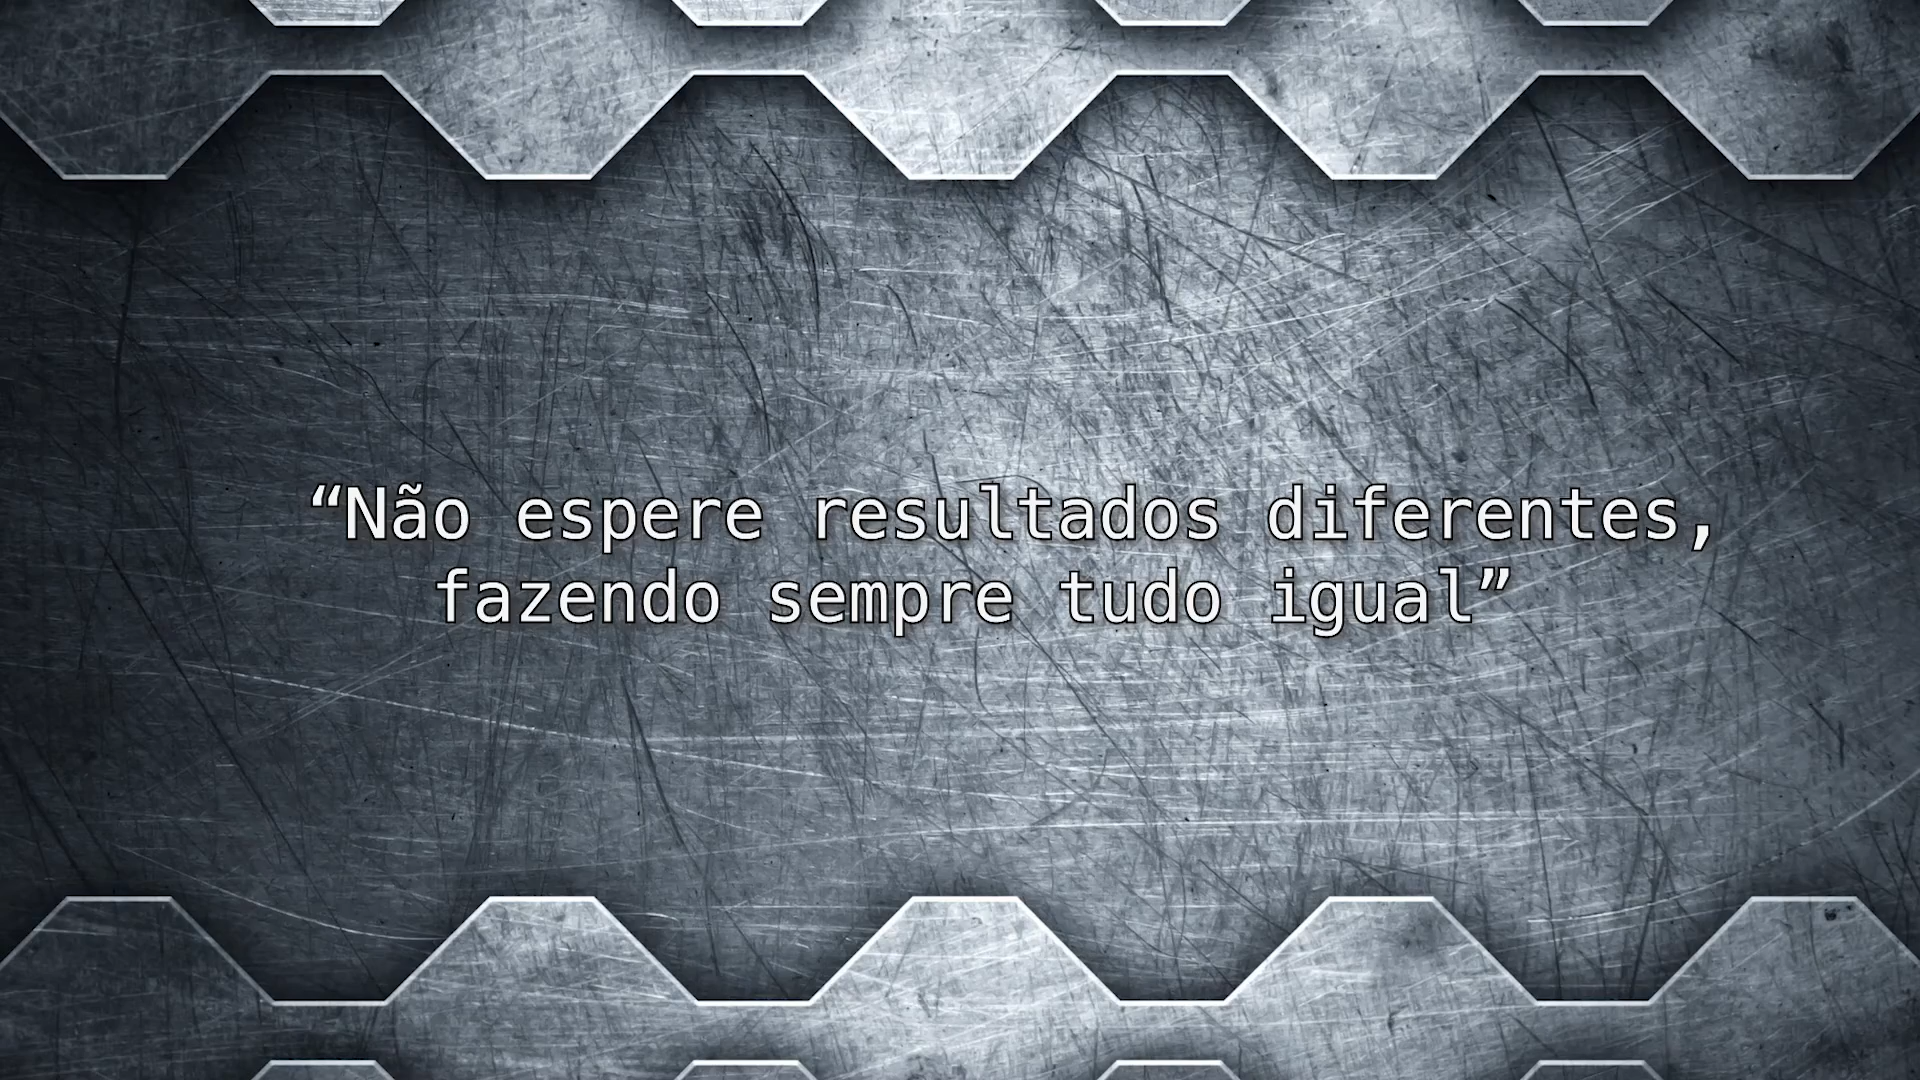 “Não espere resultados diferentes,
fazendo sempre tudo igual”